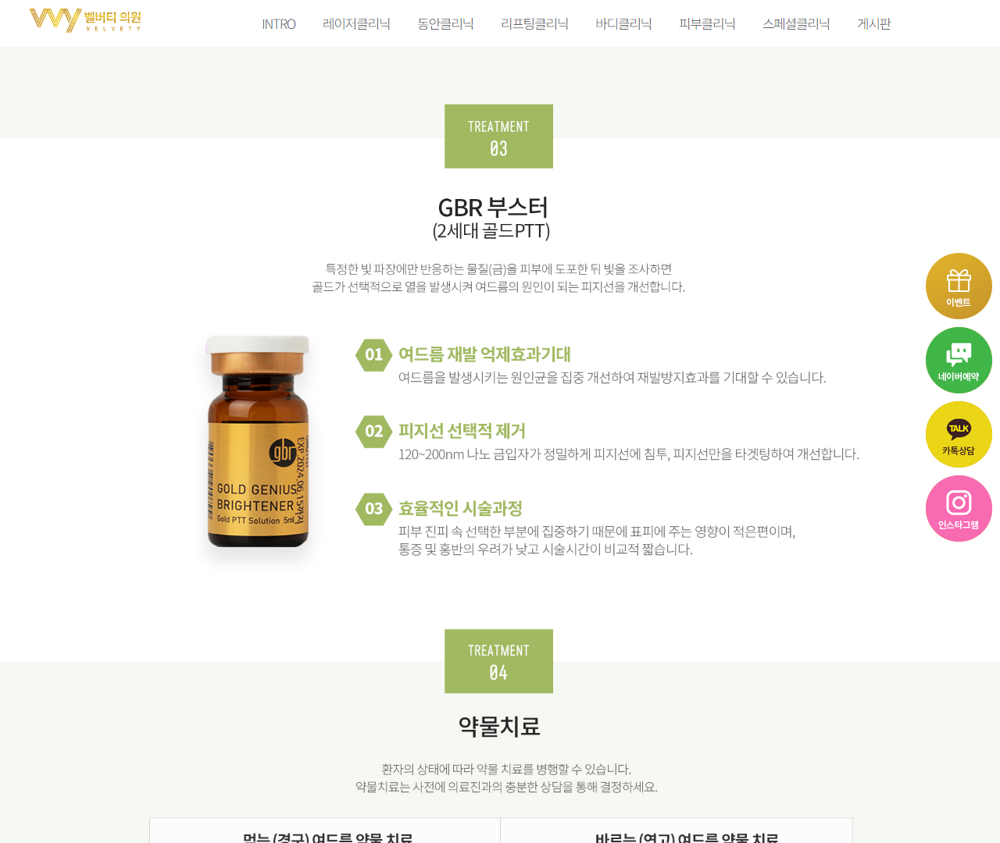 벨버티 의원
VELVETY
INTRO 레이저클리닉 동안클리닉 리프팅클리닉 바디클리닉 피부클리닉 스페셜클리닉 게시판
TREATMENT
03
GBR 부스터
(2세대 골드PTT)
특정한 빛 파장에만 반응하는 물질(금)을 피부에 도포한 뒤 빛을 조사하면
골드가 선택적으로 열을 발생시켜 여드름의 원인이 되는 피지선을 개선합니다.
gbr
EXP 2024.06.15까지
GOLD GENIUS
BRIGHTENER
Gold PTT Solution 5ml
01 여드름 재발 억제효과기대
여드름을 발생시키는 원인균을 집중 개선하여 재발방지효과를 기대할 수 있습니다.
02 피지선 선택적 제거
120~200nm 나노 금입자가 정밀하게 피지선에 침투, 피지선만을 타겟팅하여 개선합니다.
03 효율적인 시술과정
피부 진피 속 선택한 부분에 집중하기 때문에 표피에 주는 영향이 적은편이며,
통증 및 홍반의 우려가 낮고 시술시간이 비교적 짧습니다.
이벤트
네이버예약
TALK
카톡상담
인스타그램
TREATMENT
04
약물치료
환자의 상태에 따라 약물 치료를 병행할 수 있습니다.
약물치료는 사전에 의료진과의 충분한 상담을 통해 결정하세요.
먹는 (경구) 여드름 약물 치료
바르는 (연고) 여드름 약물 치료